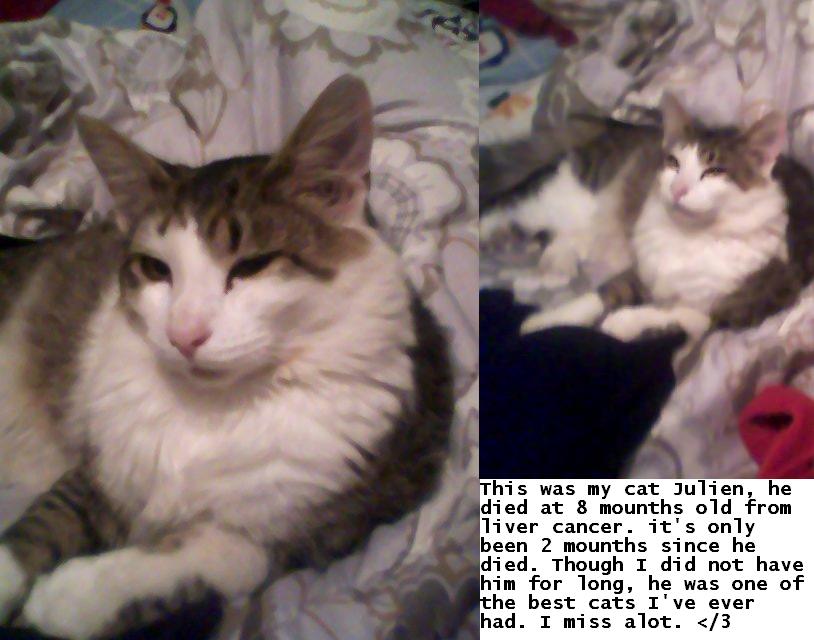 This was my cat Julien, he
died at 8 mounths old from
liver cancer. it's only
been 2 mounths since he
died. Though I did not have
him for long, he was one of
the best cats I've ever
had. I miss alot. </3